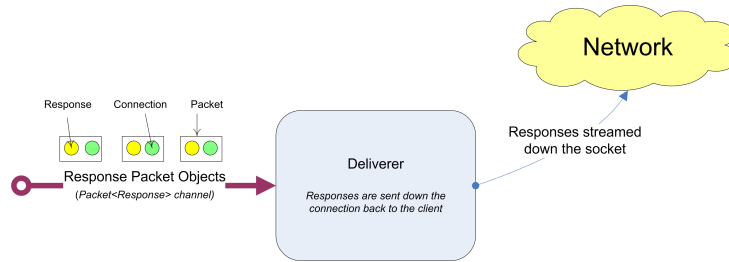 Network
Response
Connection
Packet
Responses streamed
down the socket
Deliverer
Response Packet Objects
(Packet<Response> channel)
Responses are sent down the
connection back to the client